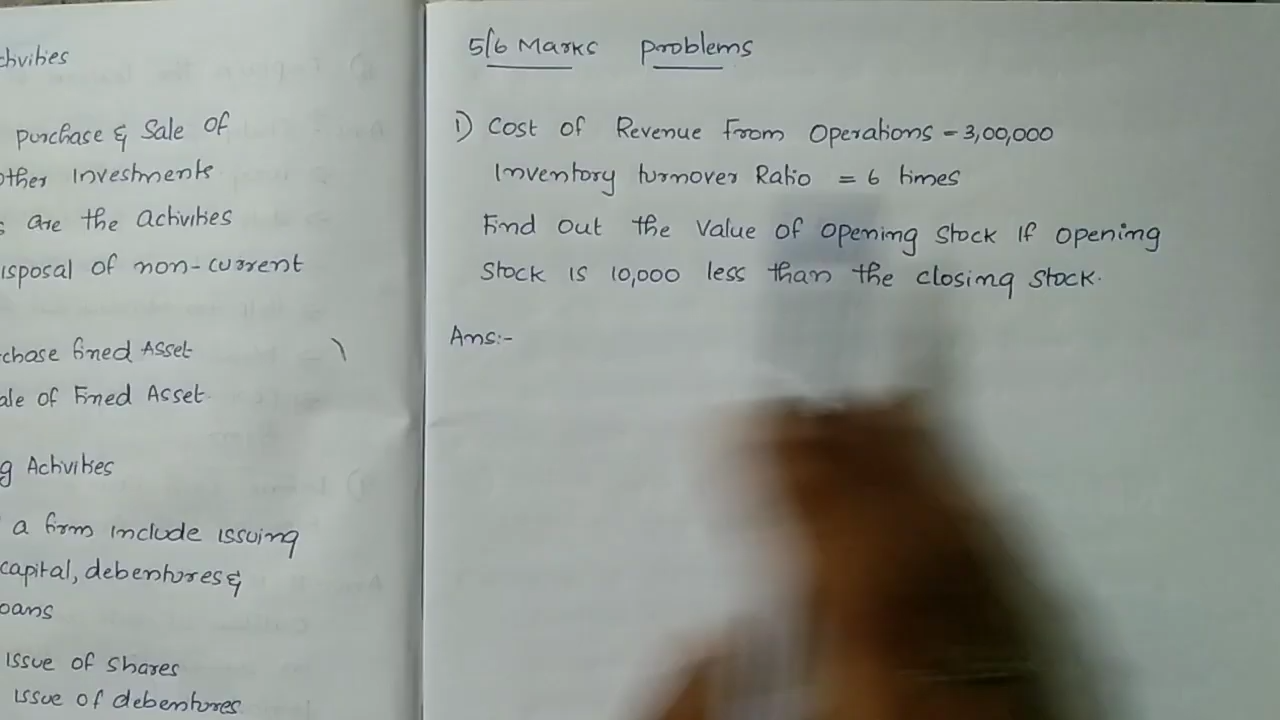 ctivities
purchase & Sale of
other investments
s are the activities
isposal of non-current
chase fined Asset
ale of Fined Asset
g Activities
a firm include issuing
capital, debentures &
oans
issue of shares
issue of debentures
5/6 Marks problems
1) Cost of Revenue From Operations - 3,00,000
Inventory turnover Ratio = 6 times
Find out the value of opening stock if opening
stock is 10,000 less than the closing stock.
Ans:-